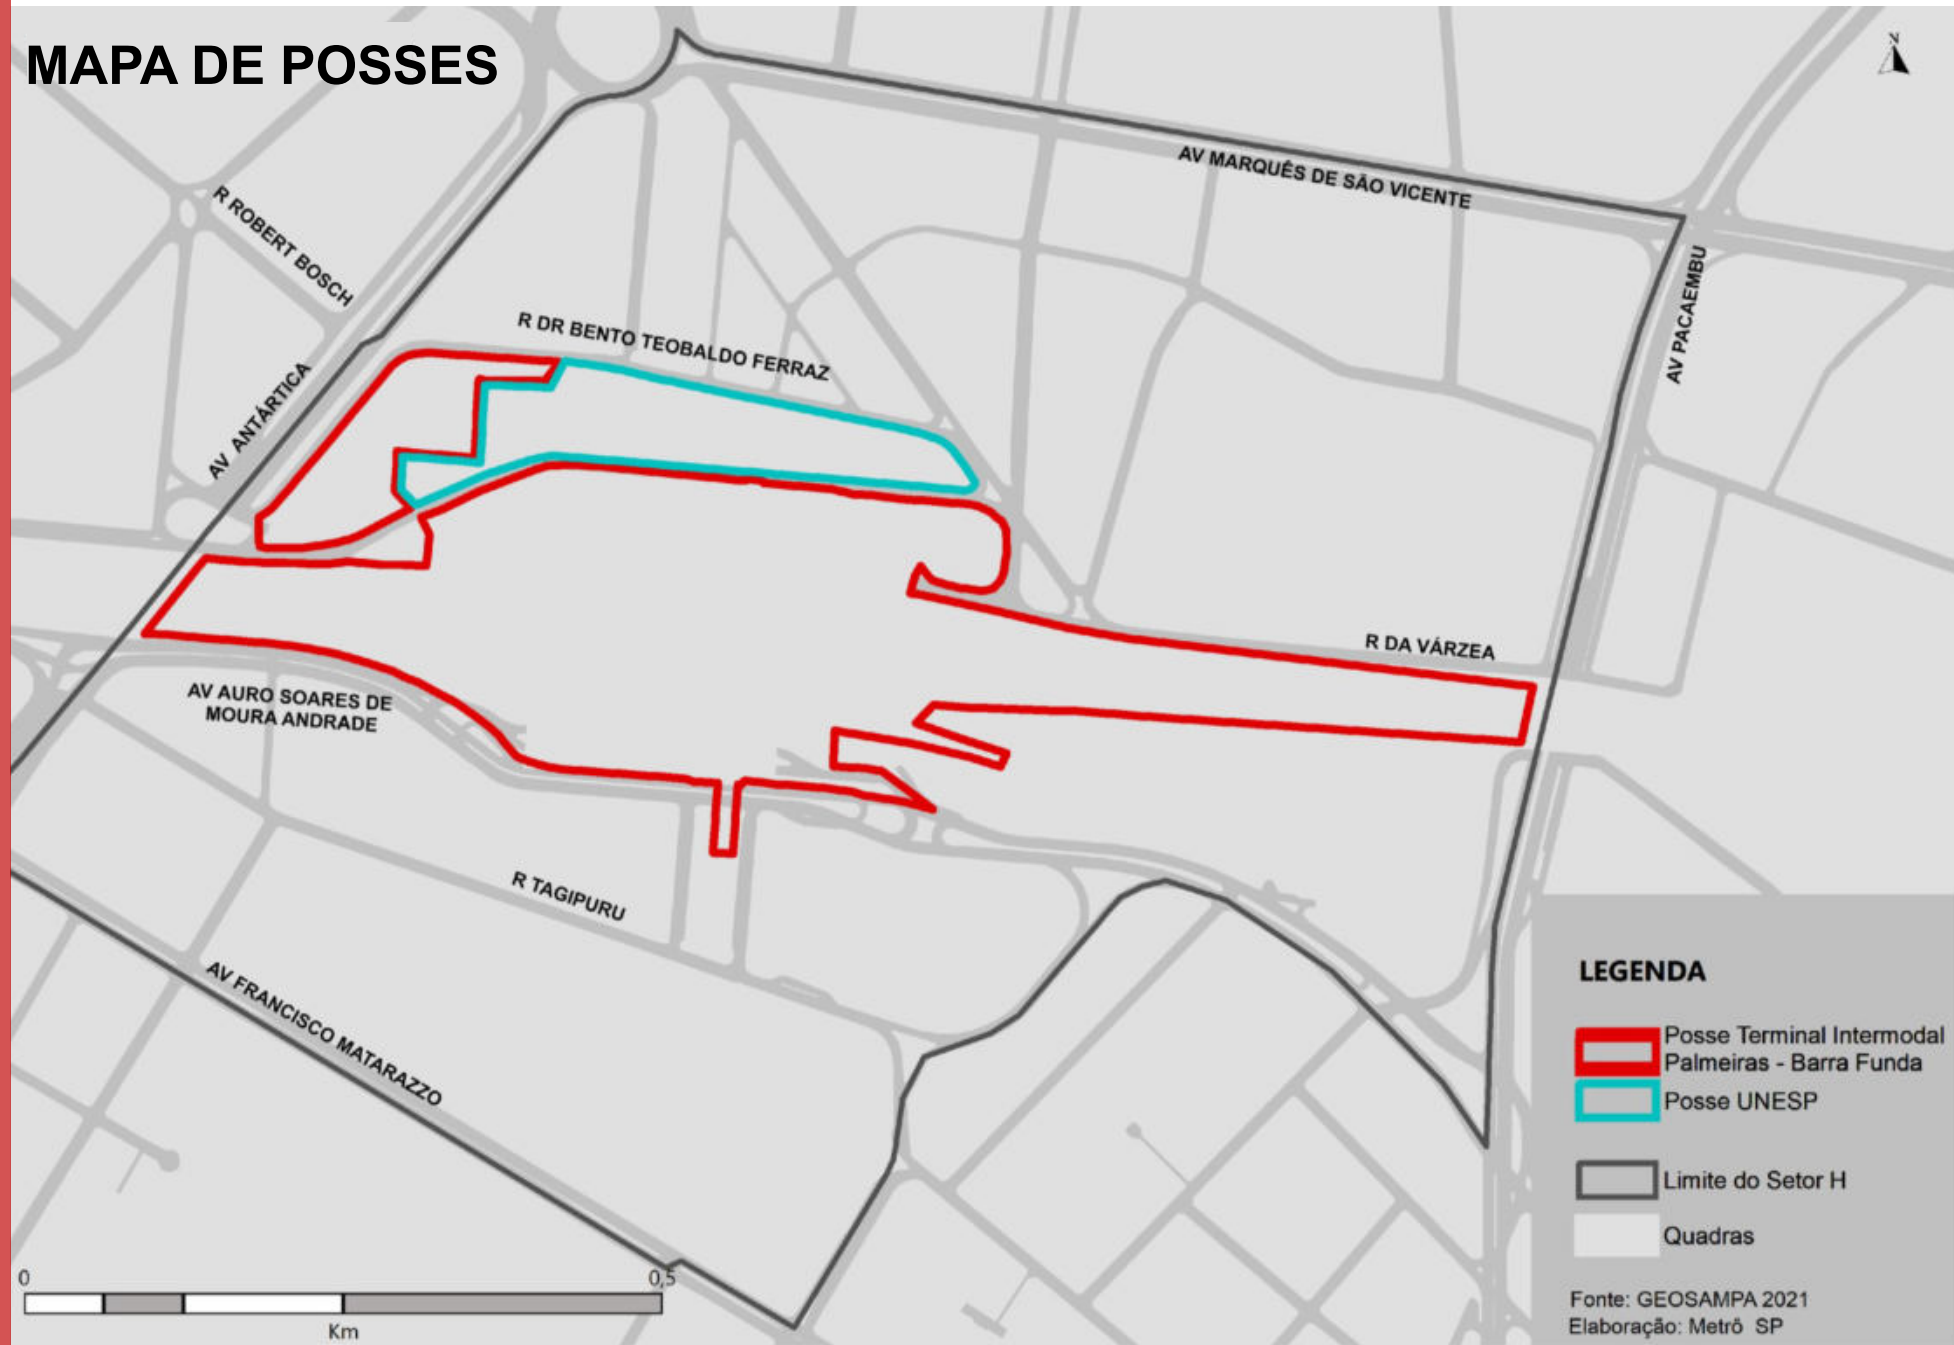 MAPA DE POSSES
N
AV MARQUÊS DE SÃO VICENTE
R ROBERT BOSCH
AV PACAEMBU
R DR BENTO TEOBALDO FERRAZ
AV ANTÁRTICA
R DA VÁRZEA
AV AURO SOARES DE
MOURA ANDRADE
R TAGIPURU
AV FRANCISCO MATARAZZO
LEGENDA
Posse Terminal Intermodal
Palmeiras - Barra Funda
Posse UNESP
Limite do Setor H
Quadras
0
0,5
Km
Fonte: GEOSAMPA 2021
Elaboração: Metrô SP